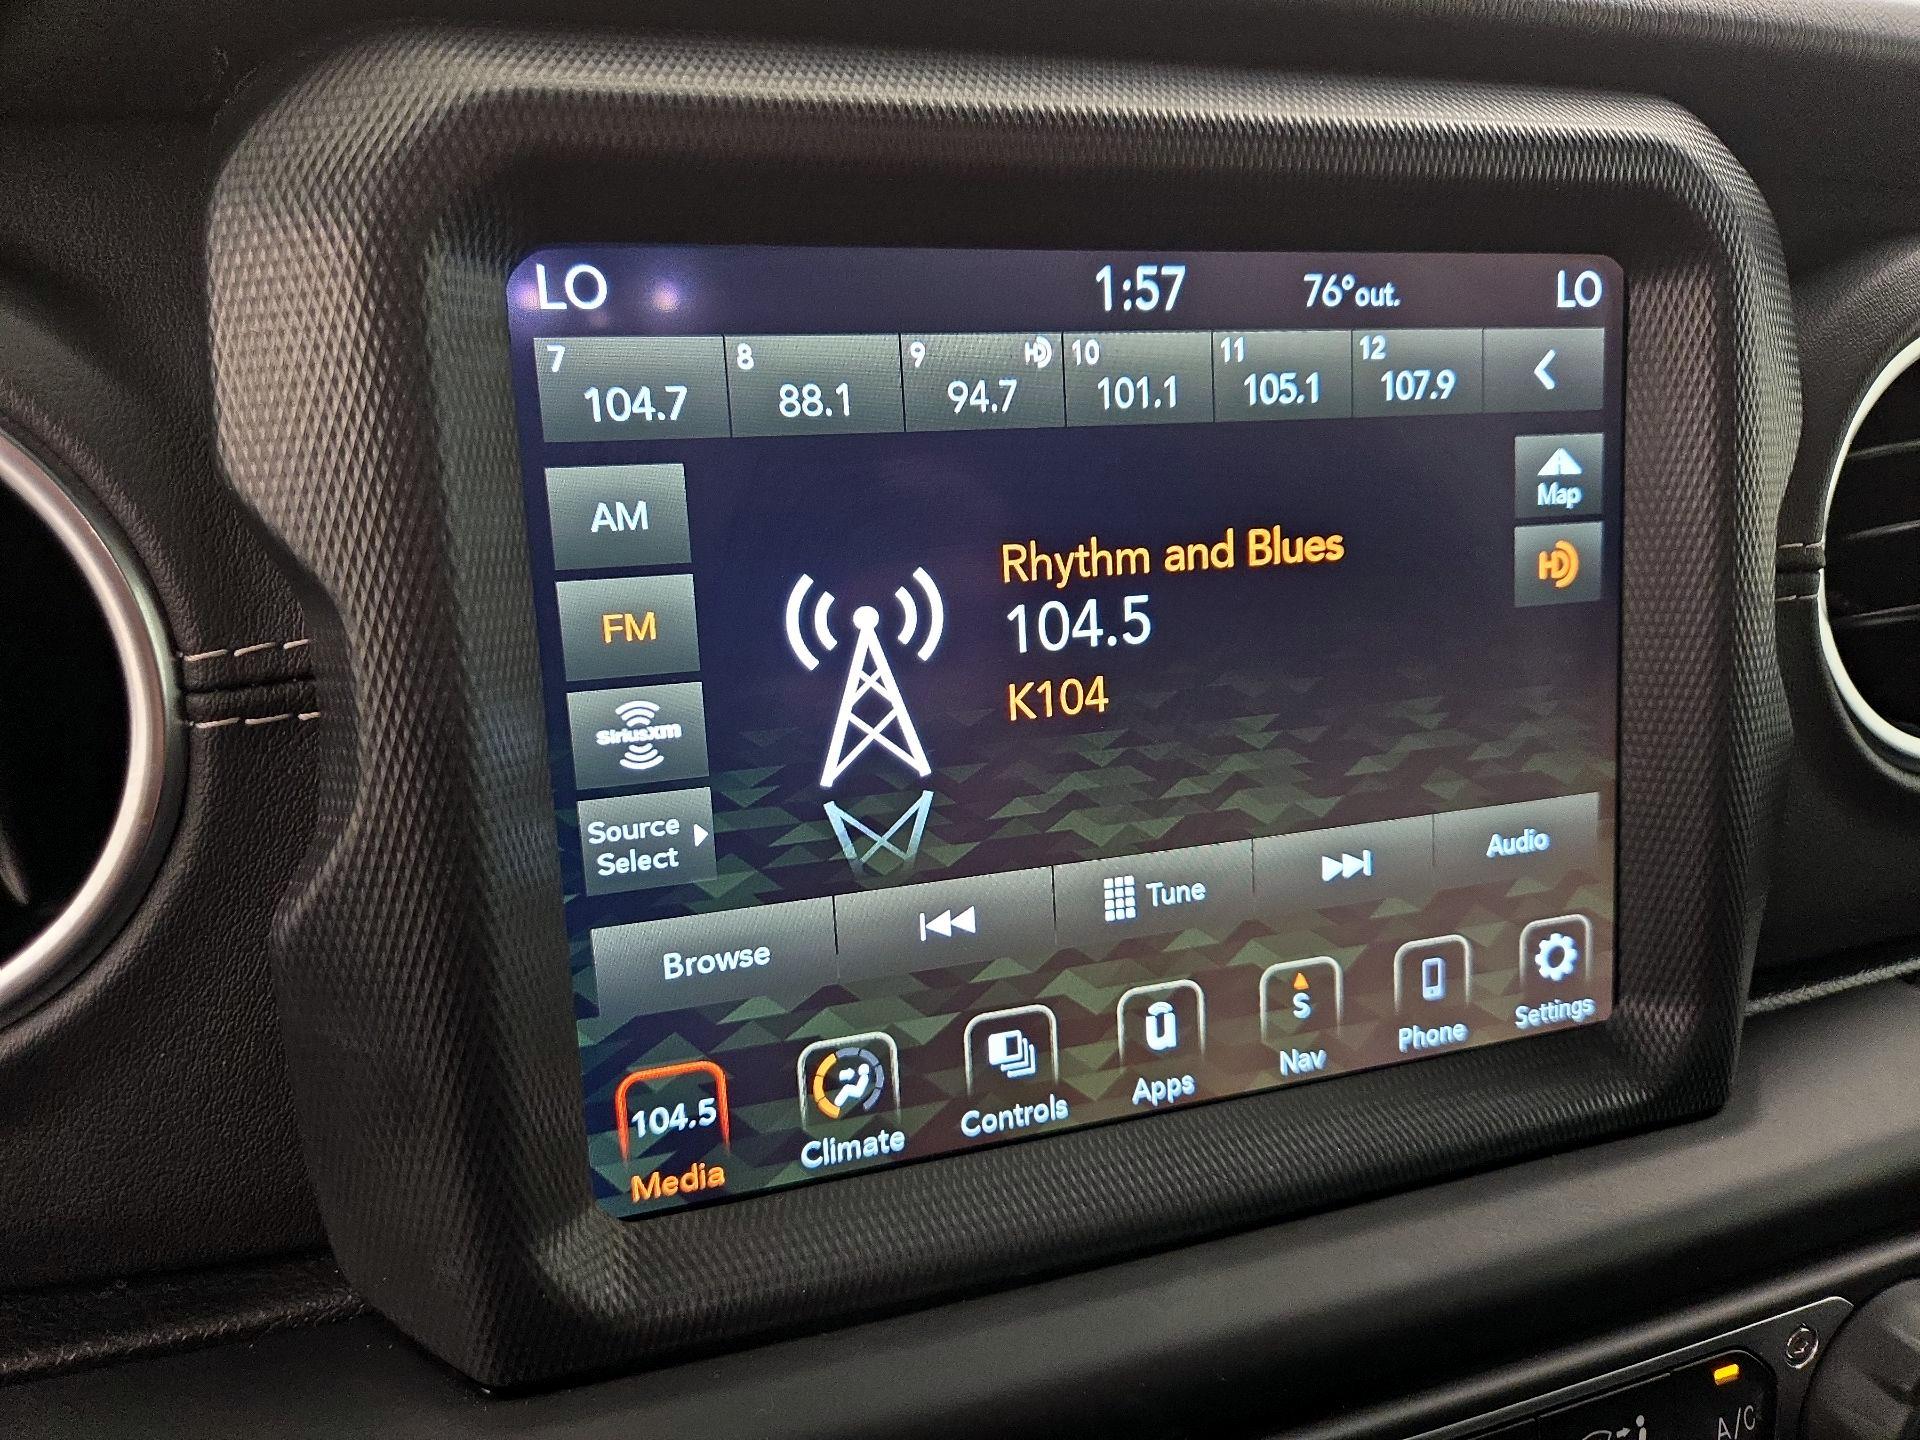 LO 1:57 76°out. LO
7 8 9 HD 10 11 12
104.7 88.1 94.7 101.1 105.1 107.9
Map
AM
Rhythm and Blues
HD
FM
104.5
K104
SiriusXM
Source
Select
Browse Tune Audio
104.5 S
Media Climate Controls Apps Nav Phone Settings
A/C